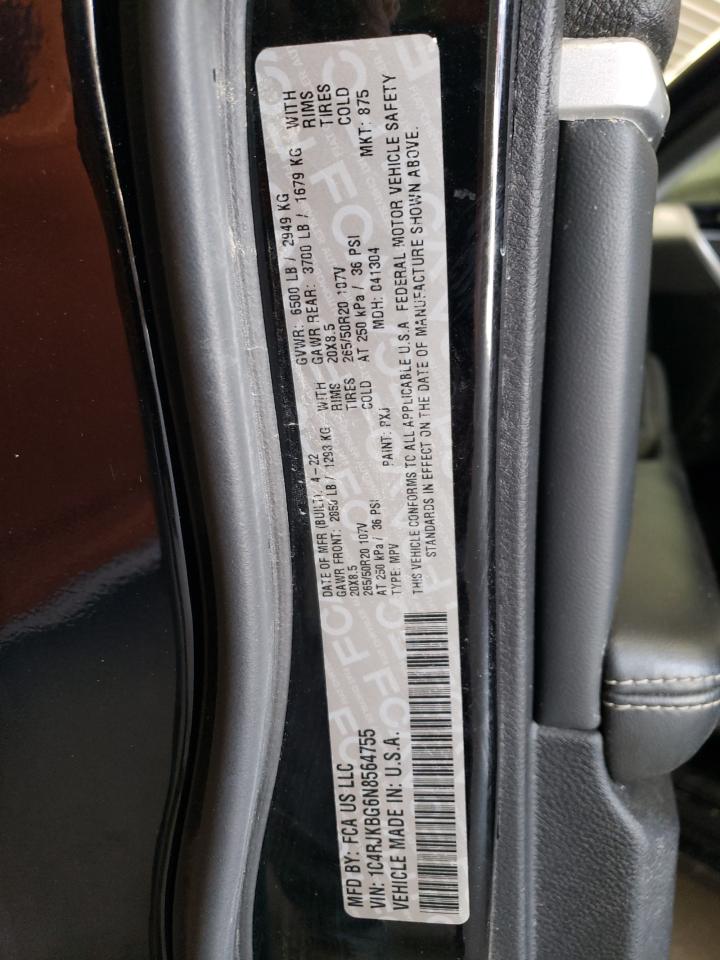 MFD BY: FCA US LLC
VIN: 1C4RJKBG6N8564755
VEHICLE MADE IN: U.S.A.
DATE OF MFR (BUILT): 4-22
GVWR: 6500 LB / 2949 KG
GAWR FRONT: 2850 LB / 1293 KG WITH
20X8.5 RIMS
265/50R20 107V TIRES
AT 250 kPa / 36 PSI COLD
GAWR REAR: 3700 LB / 1679 KG WITH
20X8.5 RIMS
265/50R20 107V TIRES
AT 250 kPa / 36 PSI COLD
TYPE: MPV PAINT: PXJ MDH: 041304 MKT: 875
THIS VEHICLE CONFORMS TO ALL APPLICABLE U.S.A. FEDERAL MOTOR VEHICLE SAFETY
STANDARDS IN EFFECT ON THE DATE OF MANUFACTURE SHOWN ABOVE.